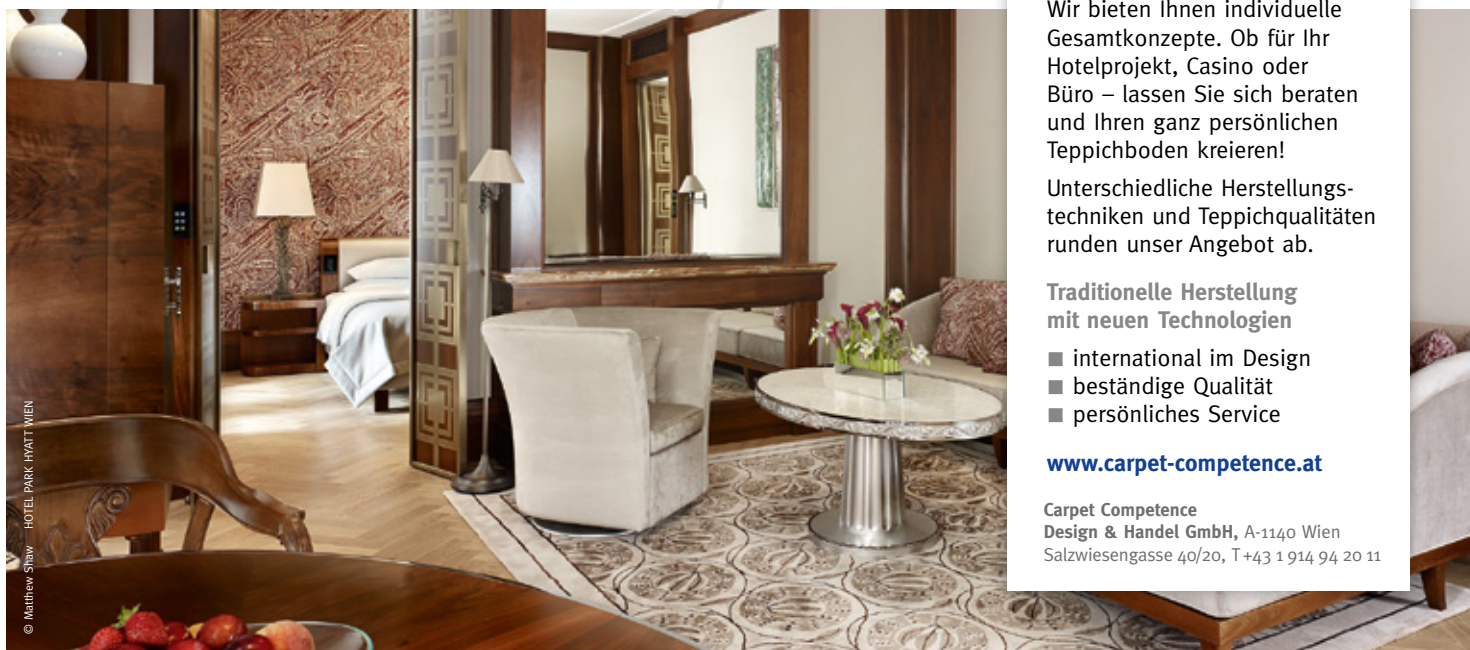 Wir bieten Ihnen individuelle
Gesamtkonzepte. Ob für Ihr
Hotelprojekt, Casino oder
Büro – lassen Sie sich beraten
und Ihren ganz persönlichen
Teppichboden kreieren!
Unterschiedliche Herstellungs-
techniken und Teppichqualitäten
runden unser Angebot ab.
Traditionelle Herstellung
mit neuen Technologien
■ international im Design
■ beständige Qualität
■ persönliches Service
www.carpet-competence.at
Carpet Competence
Design & Handel GmbH, A-1140 Wien
Salzwiesengasse 40/20, T +43 1 914 94 20 11
© Matthew Shaw HOTEL PARK HYATT WIEN